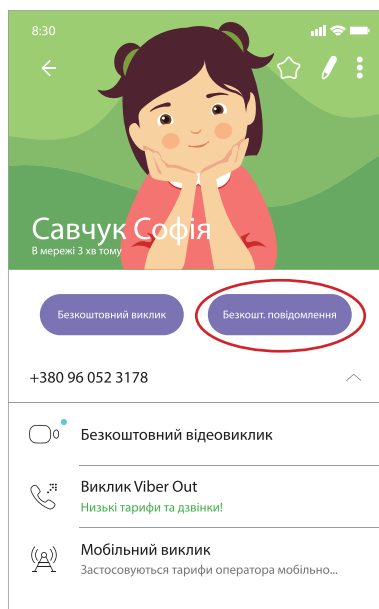 8:30
Савчук Софія
В мережі 3 хв тому
Безкоштовний виклик
Безкошт. повідомлення
+380 96 052 3178
Безкоштовний відеовиклик
Виклик Viber Out
Низькі тарифи та дзвінки!
Мобільний виклик
Застосовуються тарифи оператора мобільно...